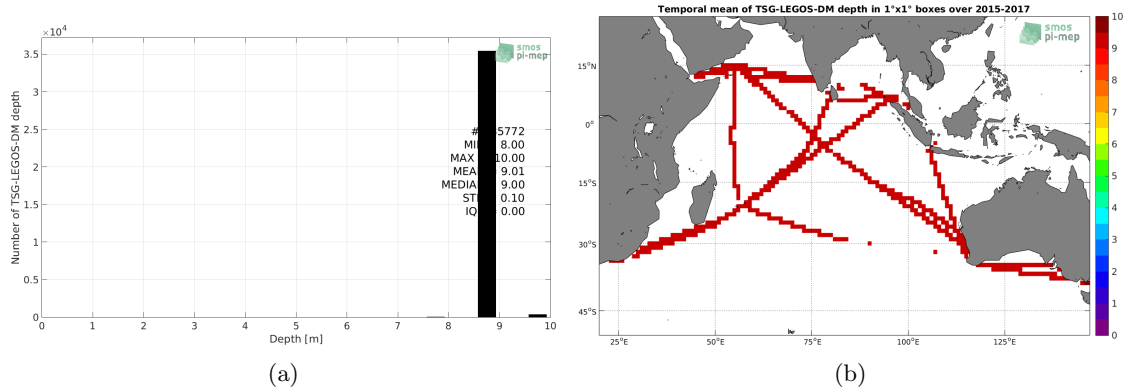 ×10⁴
3.5
3
2.5
2
1.5
1
0.5
0
Number of TSG-LEGOS-DM depth
smos
pi-mep
5772
8.00
MAX 10.00
9.01
MEDIAN 9.00
0.10
0.00
0 1 2 3 4 5 6 7 8 9 10
Depth [m]
(a)
Temporal mean of TSG-LEGOS-DM depth in 1°x1° boxes over 2015-2017
smos
pi-mep
15°N
0°
15°S
30°S
45°S
25°E 50°E 75°E 100°E 125°E
10
9
8
7
6
5
4
3
2
1
0
(b)